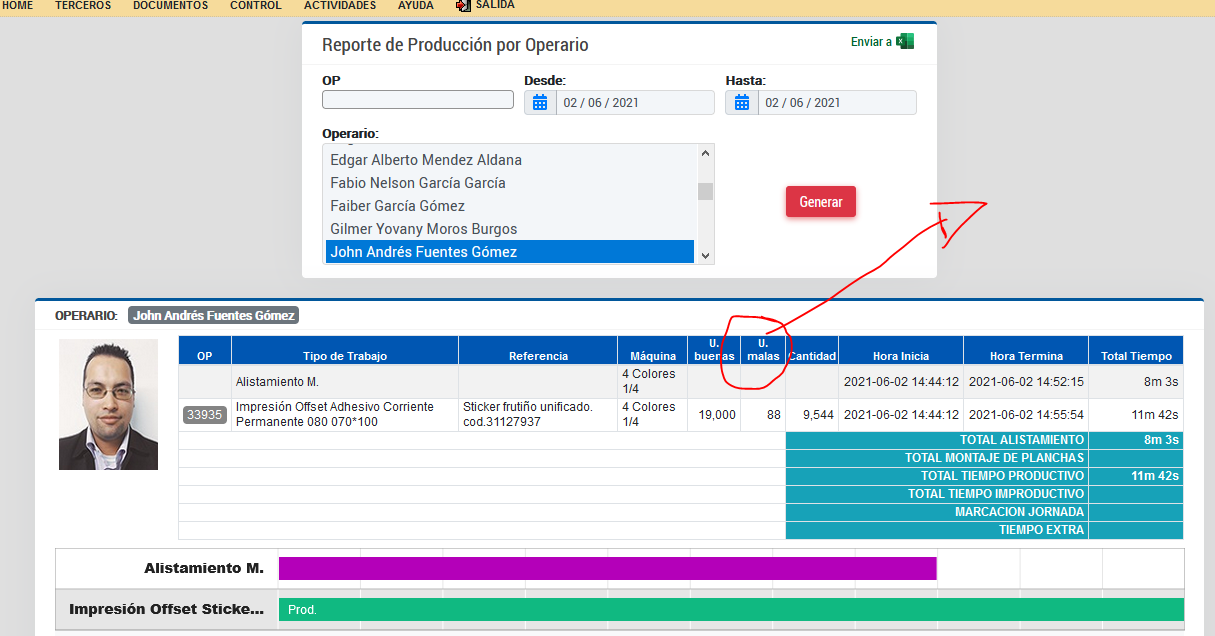 HOME TERCEROS DOCUMENTOS CONTROL ACTIVIDADES AYUDA SALIDA
Reporte de Producción por Operario
Enviar a
OP Desde: Hasta:
02 / 06 / 2021 02 / 06 / 2021
Operario:
Edgar Alberto Mendez Aldana
Fabio Nelson García García
Faiber García Gómez
Gilmer Yovany Moros Burgos
John Andrés Fuentes Gómez
Generar
OPERARIO: John Andrés Fuentes Gómez
OP Tipo de Trabajo Referencia Máquina U. buenas U. malas Cantidad Hora Inicia Hora Termina Total Tiempo
Alistamiento M. 4 Colores 1/4 2021-06-02 14:44:12 2021-06-02 14:52:15 8m 3s
33935 Impresión Offset Adhesivo Corriente Permanente 080 070*100 Sticker frutiño unificado. cod.31127937 4 Colores 1/4 19,000 88 9,544 2021-06-02 14:44:12 2021-06-02 14:55:54 11m 42s
TOTAL ALISTAMIENTO 8m 3s
TOTAL MONTAJE DE PLANCHAS
TOTAL TIEMPO PRODUCTIVO 11m 42s
TOTAL TIEMPO IMPRODUCTIVO
MARCACION JORNADA
TIEMPO EXTRA
Alistamiento M.
Impresión Offset Sticke... Prod.